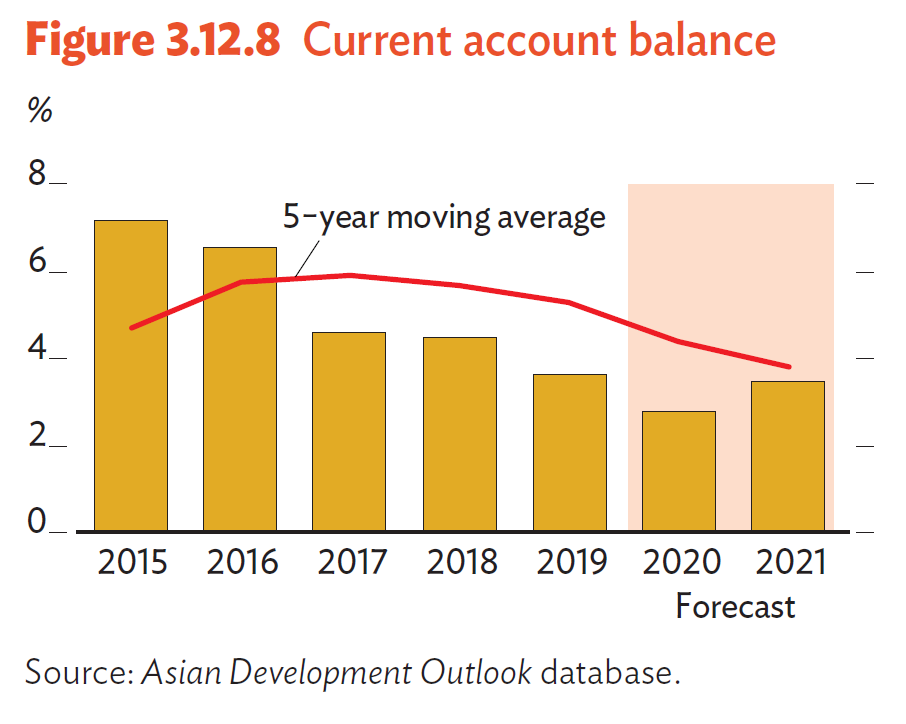 Figure 3.12.8 Current account balance
%
8
5-year moving average
6
4
2
0
2015 2016 2017 2018 2019 2020 2021
Forecast
Source: Asian Development Outlook database.